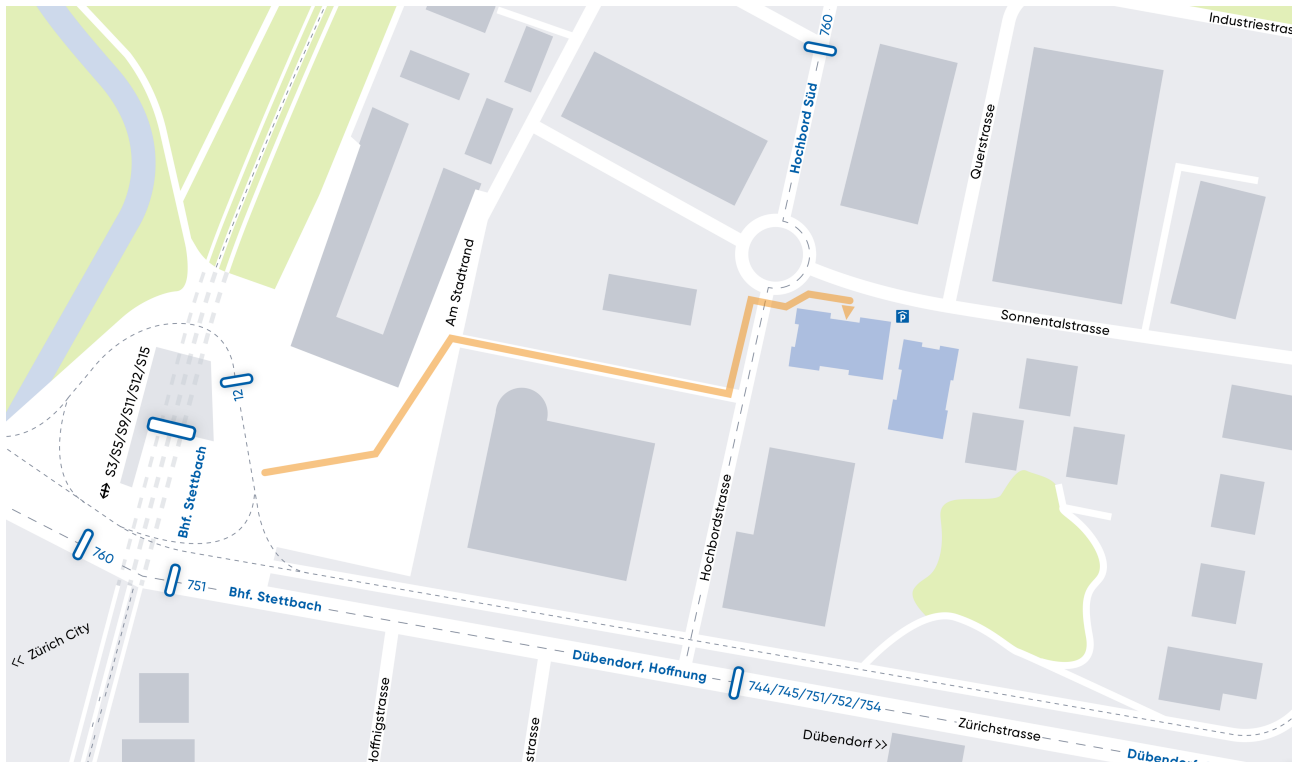 760
Industriestras
Hochbord Süd
Querstrasse
Am Stadtrand
P
Sonnentalstrasse
S3/S5/S9/S11/S12/S15
12
Bhf. Stettbach
Hochbordstrasse
760
751
Bhf. Stettbach
<< Zürich City
Dübendorf, Hoffnung
744/745/751/752/754
Hoffnigstrasse
strasse
Zürichstrasse
Dübendorf >>
Dübendorf